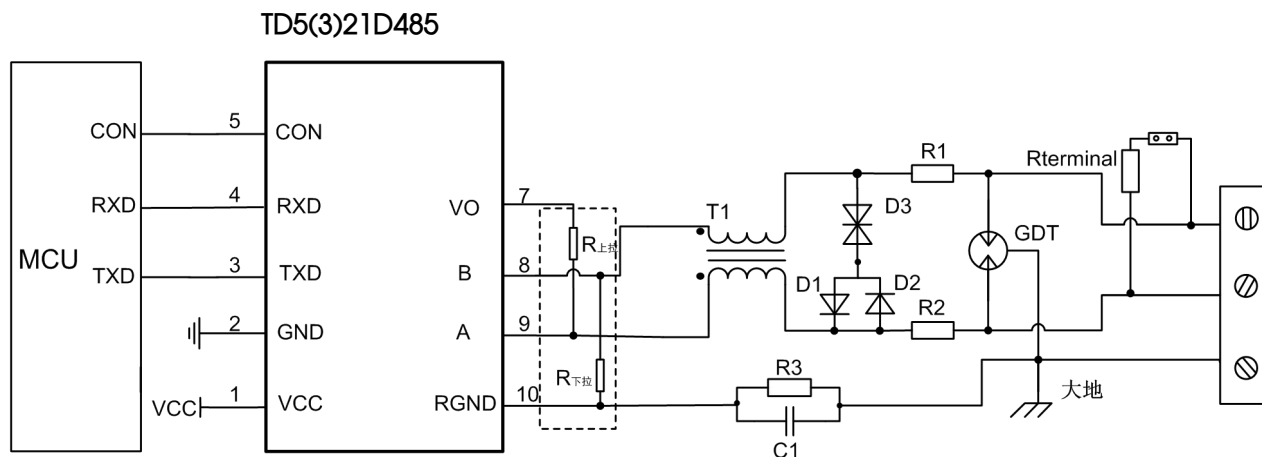 TD5(3)21D485
MCU
CON
RXD
TXD
5
4
3
2
1
VCC
CON
RXD
TXD
GND
VCC
VO
B
A
RGND
7
8
9
10
R上拉
R下拉
T1
D3
D1
D2
R1
R2
GDT
Rterminal
R3
C1
大地